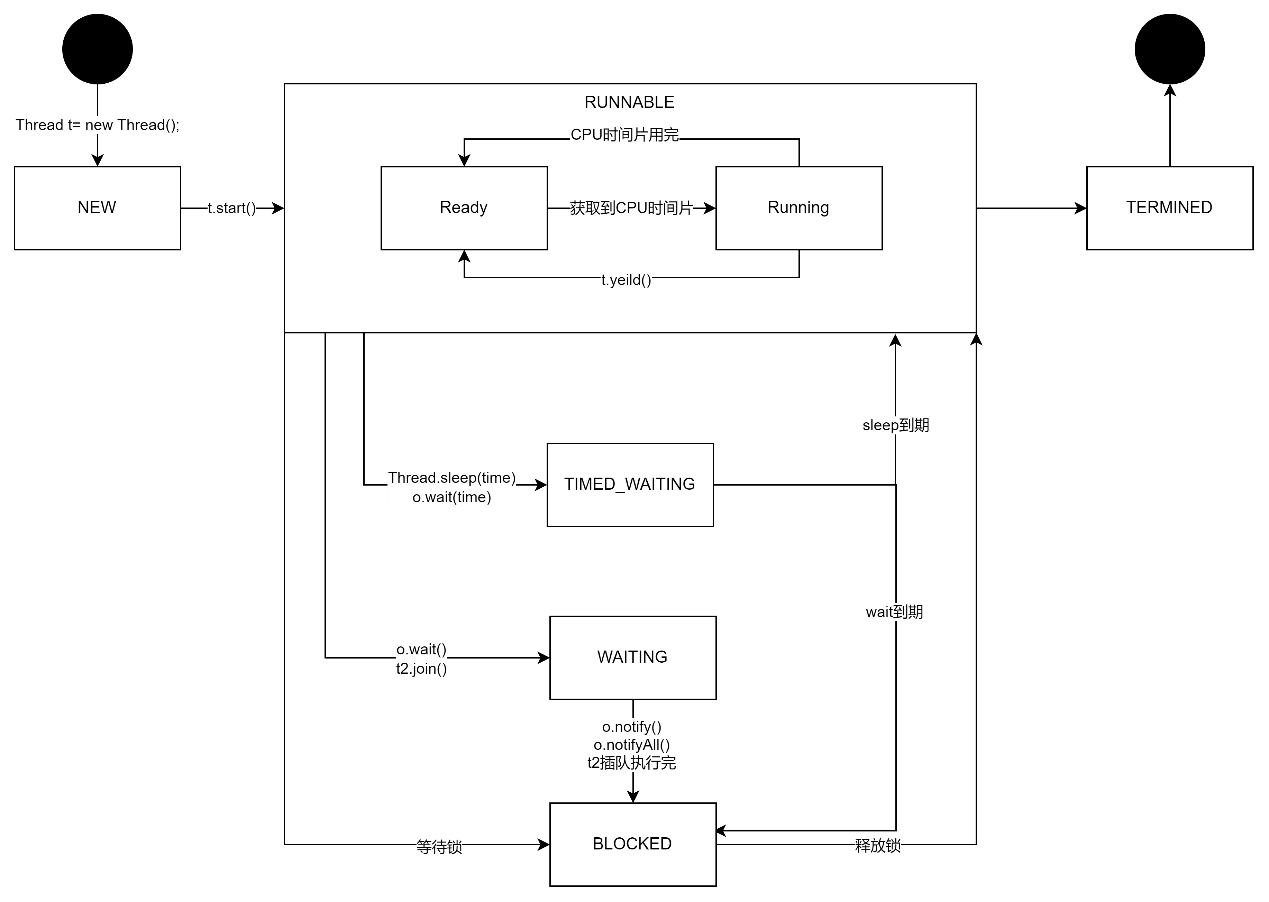 Thread t= new Thread();
NEW
t.start()
RUNNABLE
CPU时间片用完
Ready
获取到CPU时间片
Running
t.yeild()
TERMINED
sleep到期
Thread.sleep(time)
o.wait(time)
TIMED_WAITING
wait到期
o.wait()
t2.join()
WAITING
o.notify()
o.notifyAll()
t2插队执行完
等待锁
BLOCKED
释放锁